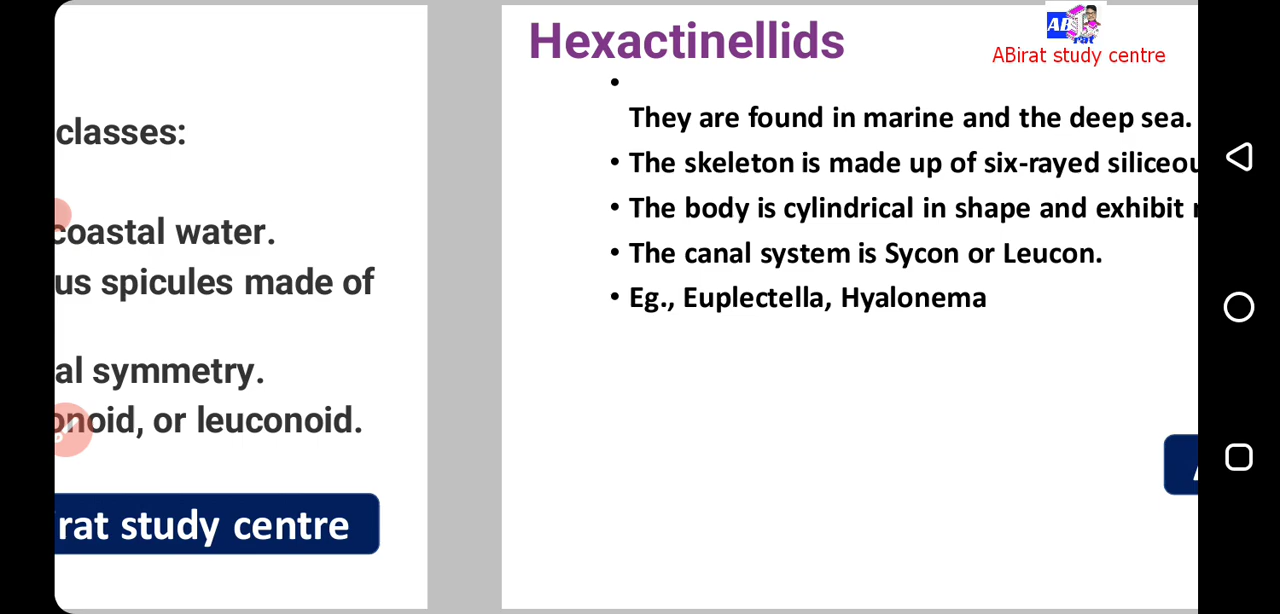 classes:
coastal water.
us spicules made of
al symmetry.
onoid, or leuconoid.
rat study centre
Hexactinellids
AB
rat
ABirat study centre
They are found in marine and the deep sea.
• The skeleton is made up of six-rayed siliceou
• The body is cylindrical in shape and exhibit
• The canal system is Sycon or Leucon.
• Eg., Euplectella, Hyalonema